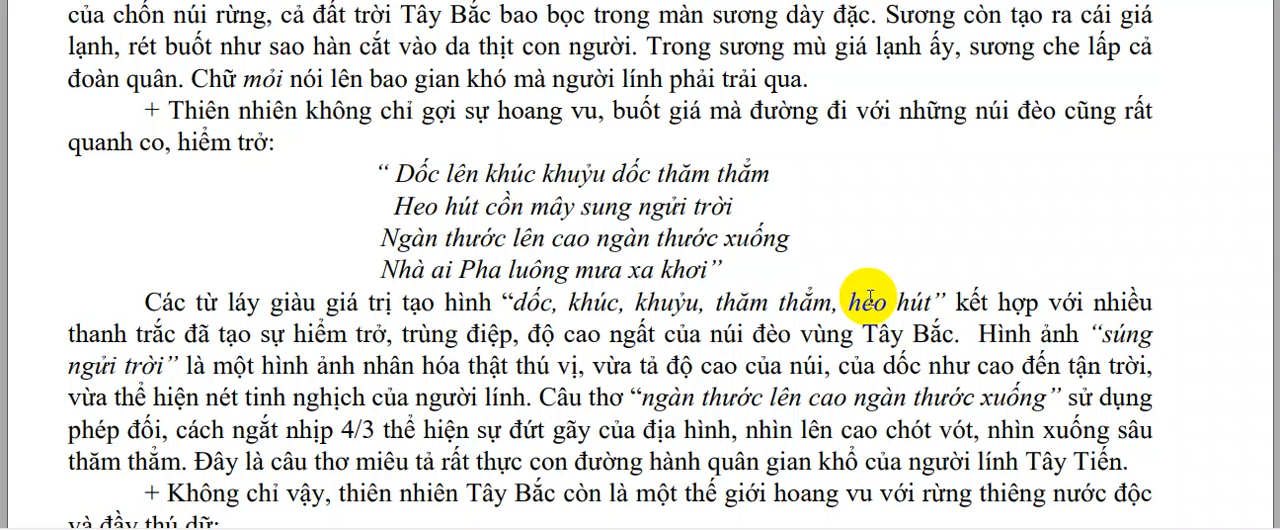 của chốn núi rừng, cả đất trời Tây Bắc bao bọc trong màn sương dày đặc. Sương còn tạo ra cái giá
lạnh, rét buốt như sao hàn cắt vào da thịt con người. Trong sương mù giá lạnh ấy, sương che lấp cả
đoàn quân. Chữ mỏi nói lên bao gian khó mà người lính phải trải qua.
+ Thiên nhiên không chỉ gợi sự hoang vu, buốt giá mà đường đi với những núi đèo cũng rất
quanh co, hiểm trở:
“ Dốc lên khúc khuỷu dốc thăm thẳm
Heo hút cồn mây sung ngửi trời
Ngàn thước lên cao ngàn thước xuống
Nhà ai Pha luông mưa xa khơi”
Các từ láy giàu giá trị tạo hình “dốc, khúc, khuỷu, thăm thẳm, heo hút” kết hợp với nhiều
thanh trắc đã tạo sự hiểm trở, trùng điệp, độ cao ngất của núi đèo vùng Tây Bắc. Hình ảnh “súng
ngửi trời” là một hình ảnh nhân hóa thật thú vị, vừa tả độ cao của núi, của dốc như cao đến tận trời,
vừa thể hiện nét tinh nghịch của người lính. Câu thơ “ngàn thước lên cao ngàn thước xuống” sử dụng
phép đối, cách ngắt nhịp 4/3 thể hiện sự đứt gãy của địa hình, nhìn lên cao chót vót, nhìn xuống sâu
thăm thẳm. Đây là câu thơ miêu tả rất thực con đường hành quân gian khổ của người lính Tây Tiến.
+ Không chỉ vậy, thiên nhiên Tây Bắc còn là một thế giới hoang vu với rừng thiêng nước độc
và đầy thú dữ: